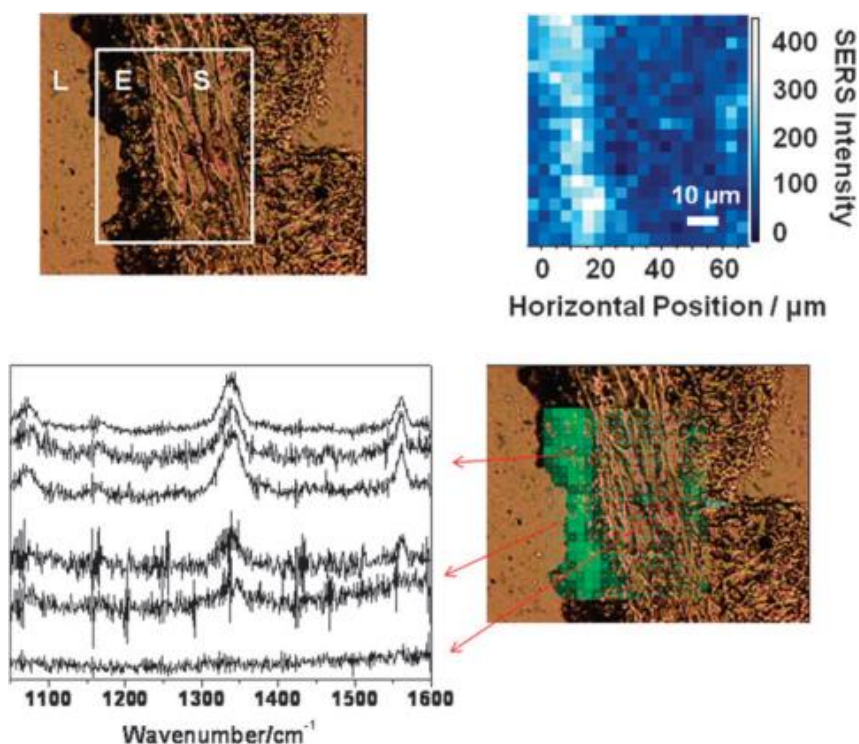 L E S
400
300
200
100
0
SERS Intensity
10 μm
0 20 40 60
Horizontal Position / μm
1100 1200 1300 1400 1500 1600
Wavenumber/cm⁻¹